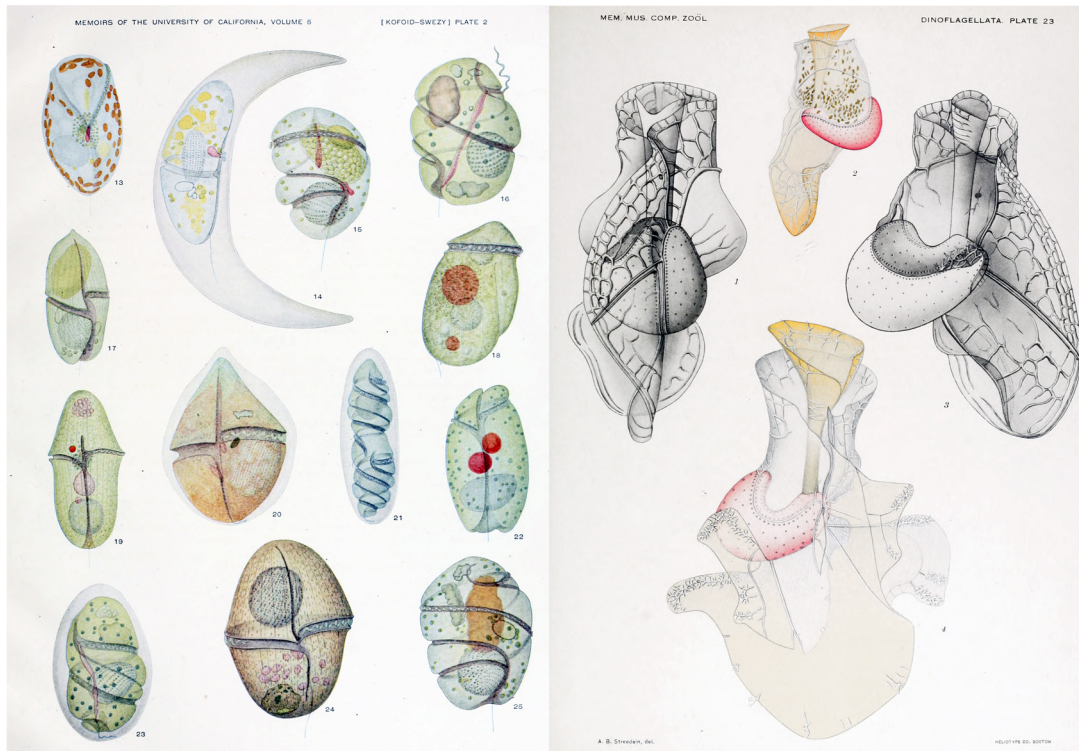 MEMOIRS OF THE UNIVERSITY OF CALIFORNIA, VOLUME 5
[KOFOID–SWEZY] PLATE 2
13
14
15
16
17
18
19
20
21
22
23
24
25
MEM. MUS. COMP. ZOÖL
DINOFLAGELLATA. PLATE 23
1
2
3
4
A. B. Streedain, del.
HELIOTYPE CO. BOSTON